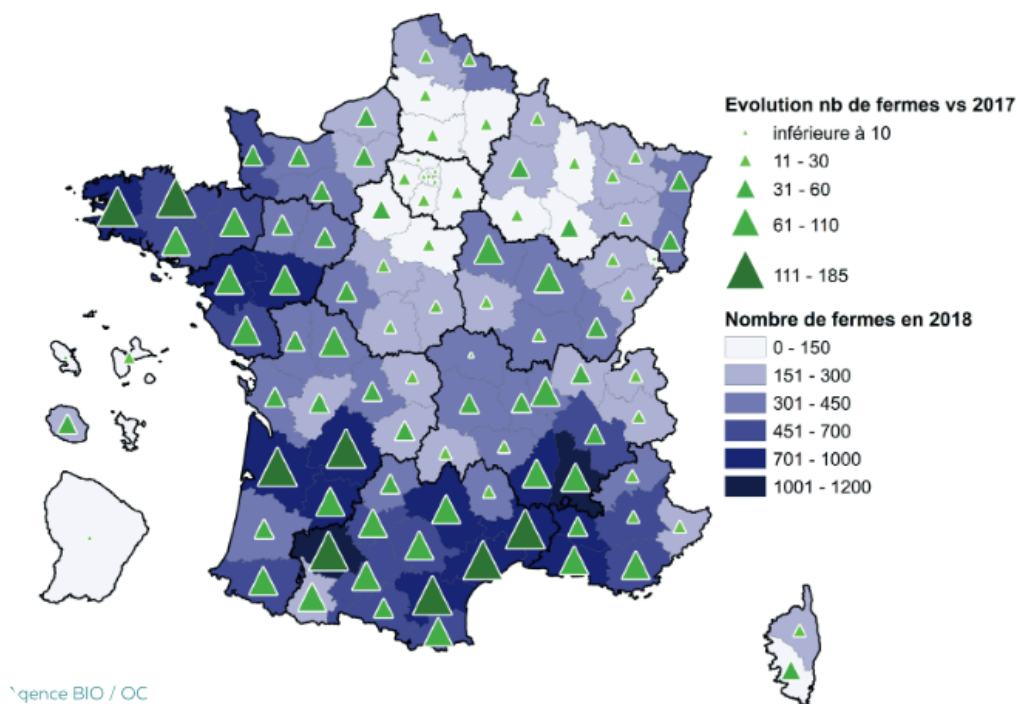 Evolution nb de fermes vs 2017
inférieure à 10
11 - 30
31 - 60
61 - 110
111 - 185
Nombre de fermes en 2018
0 - 150
151 - 300
301 - 450
451 - 700
701 - 1000
1001 - 1200
gence BIO / OC